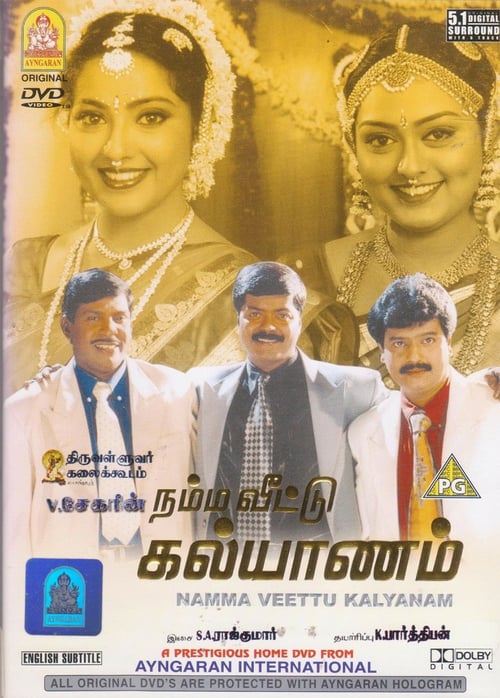 AYNGARAN
ORIGINAL
DVD
VIDEO
5.1 DIGITAL
SURROUND
திருவள்ளுவர்
கலைக்கூடம்
V.சேகரின்
நம்ம வீட்டு
கல்யாணம்
PG
NAMMA VEETTU KALYANAM
இசை S.A.ராஜ்குமார்
தயாரிப்பு K.பார்த்திபன்
A PRESTIGIOUS HOME DVD FROM
AYNGARAN INTERNATIONAL
ENGLISH SUBTITLE
DOLBY
DIGITAL
ALL ORIGINAL DVD'S ARE PROTECTED WITH AYNGARAN HOLOGRAM